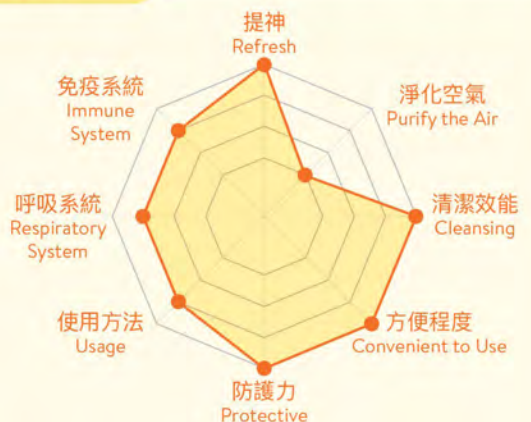 提神
Refresh
免疫系統
Immune
System
淨化空氣
Purify the Air
呼吸系統
Respiratory
System
清潔效能
Cleansing
使用方法
Usage
方便程度
Convenient to Use
防護力
Protective